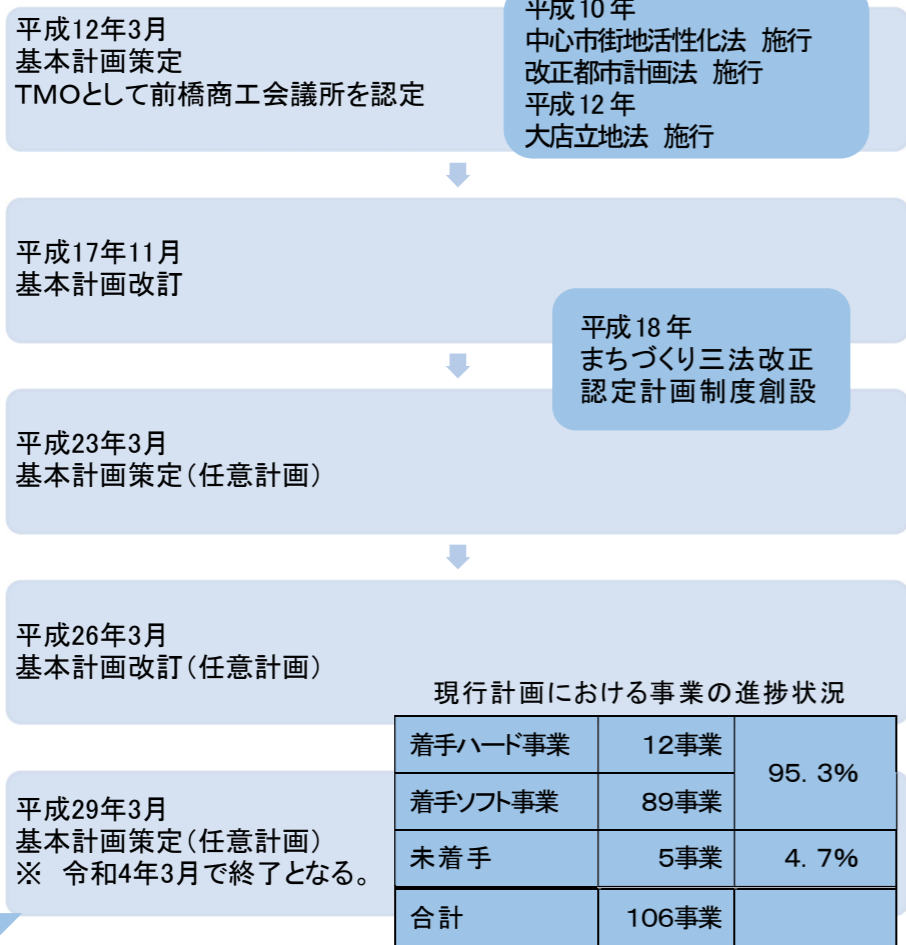 平成12年3月
基本計画策定
TMOとして前橋商工会議所を認定
平成10年
中心市街地活性化法 施行
改正都市計画法 施行
平成12年
大店立地法 施行
平成17年11月
基本計画改訂
平成18年
まちづくり三法改正
認定計画制度創設
平成23年3月
基本計画策定(任意計画)
平成26年3月
基本計画改訂(任意計画)
平成29年3月
基本計画策定(任意計画)
※ 令和4年3月で終了となる。
現行計画における事業の進捗状況
着手ハード事業 12事業 95.3%
着手ソフト事業 89事業
未着手 5事業 4.7%
合計 106事業